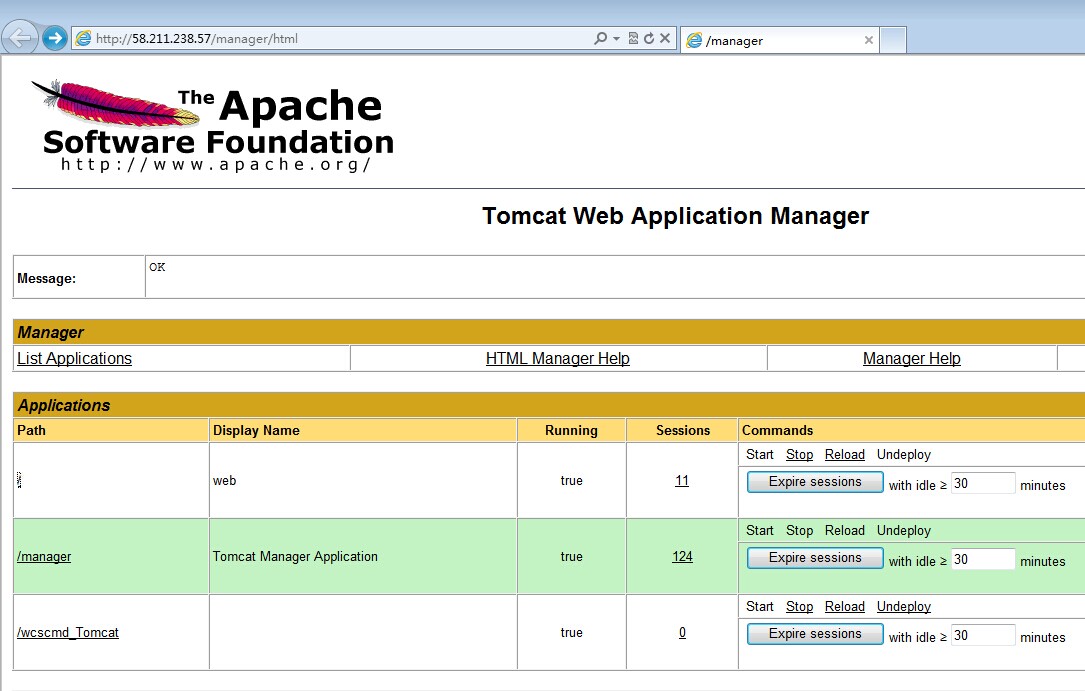 http://58.211.238.57/manager/html
/manager
The Apache
Software Foundation
http://www.apache.org/
Tomcat Web Application Manager
Message: OK
Manager
List Applications HTML Manager Help Manager Help
Applications
Path Display Name Running Sessions Commands
Start Stop Reload Undeploy
/ web true 11
Expire sessions with idle ≥ 30 minutes
Start Stop Reload Undeploy
/manager Tomcat Manager Application true 124
Expire sessions with idle ≥ 30 minutes
Start Stop Reload Undeploy
/wcscmd_Tomcat true 0
Expire sessions with idle ≥ 30 minutes